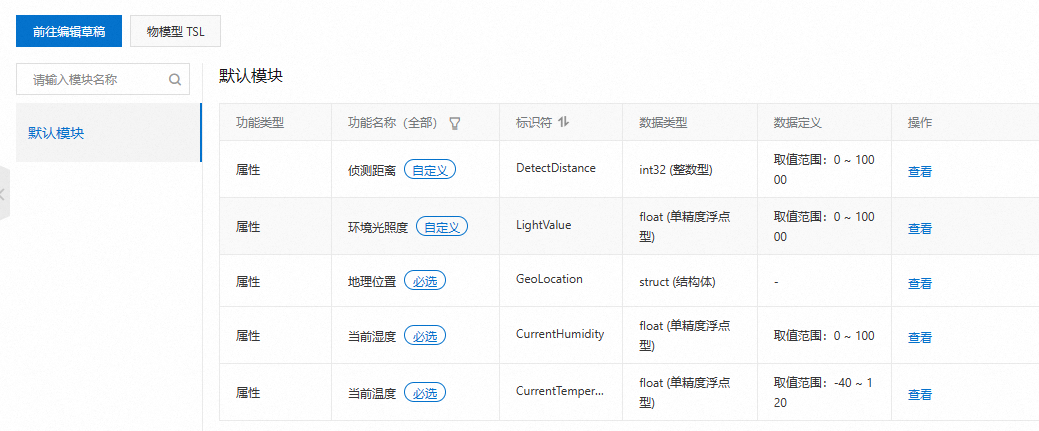 前往编辑草稿
物模型 TSL
请输入模块名称
默认模块
默认模块
功能类型 功能名称（全部） 标识符 数据类型 数据定义 操作
属性 侦测距离 自定义 DetectDistance int32 (整数型) 取值范围：0 ~ 100
00 查看
属性 环境光照度 自定义 LightValue float (单精度浮点
型) 取值范围：0 ~ 100
00 查看
属性 地理位置 必选 GeoLocation struct (结构体) - 查看
属性 当前湿度 必选 CurrentHumidity float (单精度浮点
型) 取值范围：0 ~ 100 查看
属性 当前温度 必选 CurrentTemper... float (单精度浮点
型) 取值范围：-40 ~ 1
20 查看